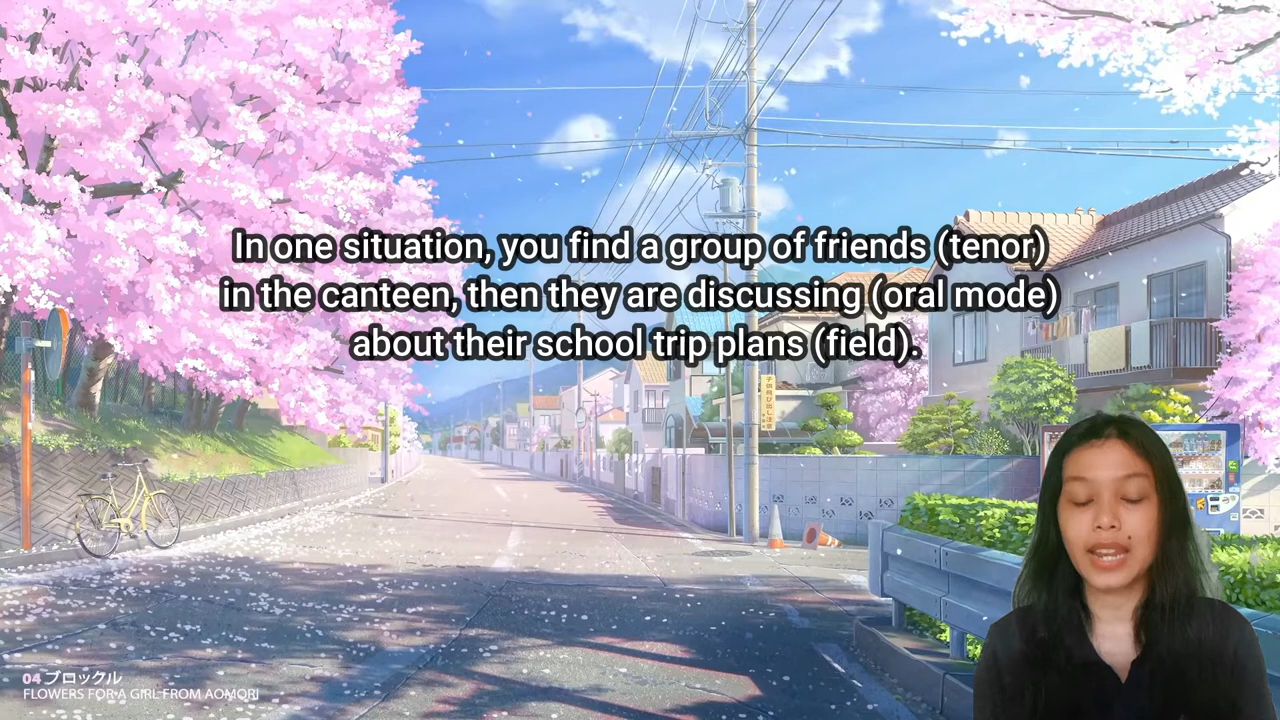 In one situation, you find a group of friends (tenor)
in the canteen, then they are discussing (oral mode)
about their school trip plans (field).
04 ブロックル
FLOWERS FOR A GIRL FROM AOMORI